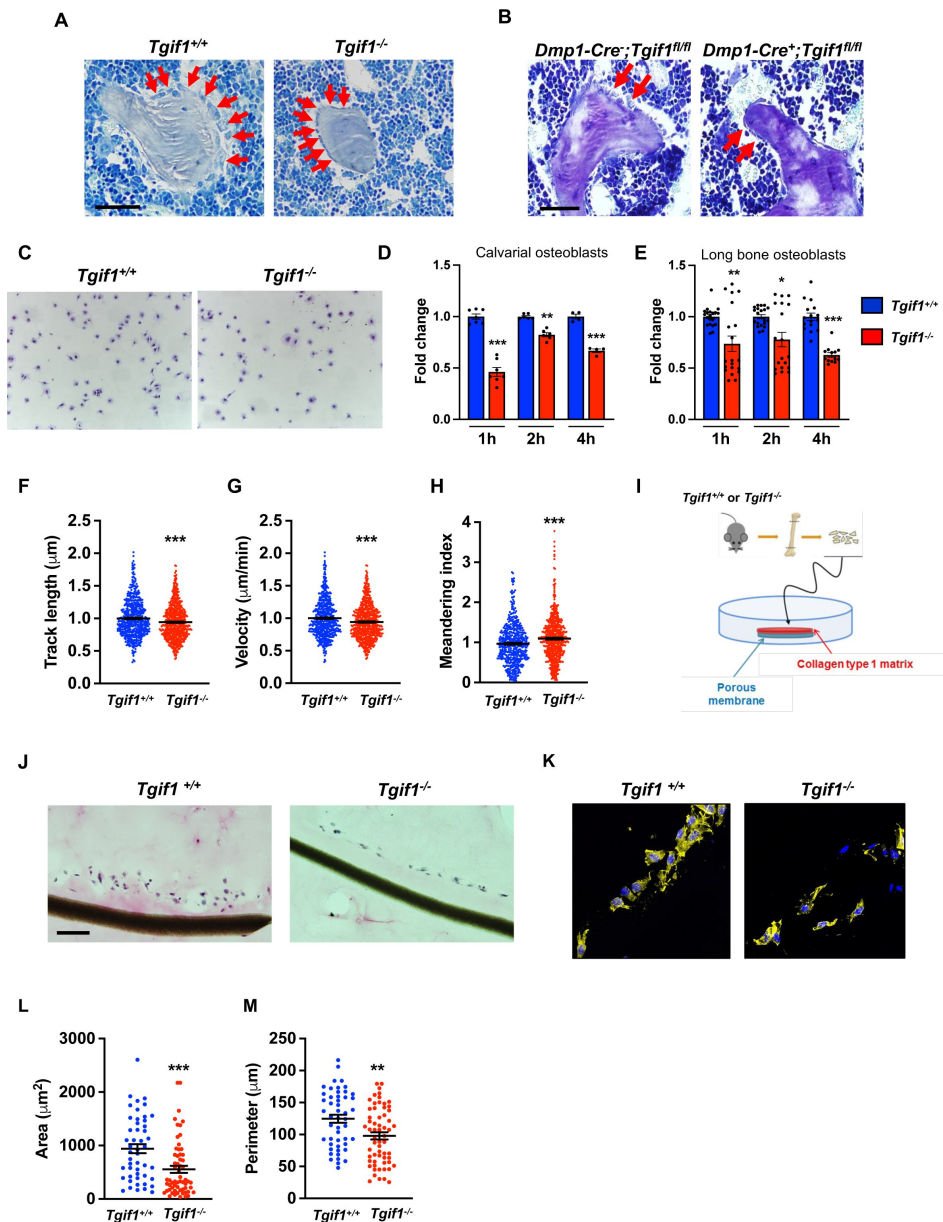 A
Tgif1+/+
Tgif1-/-
B
Dmp1-Cre-;Tgif1fl/fl
Dmp1-Cre+;Tgif1fl/fl
C
Tgif1+/+
Tgif1-/-
D
Calvarial osteoblasts
Fold change
1.5
1.0
0.5
0.0
***
**
***
1h
2h
4h
E
Long bone osteoblasts
Fold change
1.5
1.0
0.5
0.0
**
*
***
1h
2h
4h
Tgif1+/+
Tgif1-/-
F
Track length (μm)
2.5
2.0
1.5
1.0
0.5
0.0
***
Tgif1+/+
Tgif1-/-
G
Velocity (μm/min)
2.5
2.0
1.5
1.0
0.5
0.0
***
Tgif1+/+
Tgif1-/-
H
Meandering index
4
3
2
1
0
***
Tgif1+/+
Tgif1-/-
I
Tgif1+/+ or Tgif1-/-
Collagen type 1 matrix
Porous
membrane
J
Tgif1 +/+
Tgif1-/-
K
Tgif1 +/+
Tgif1-/-
L
Area (μm2)
3000
2000
1000
0
***
Tgif1+/+
Tgif1-/-
M
Perimeter (μm)
250
200
150
100
50
0
**
Tgif1+/+
Tgif1-/-